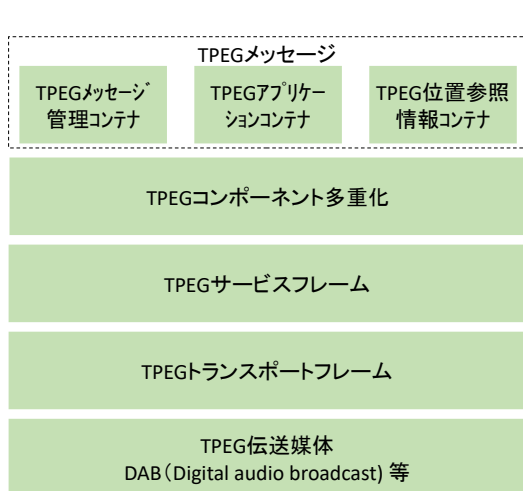 TPEGメッセージ
TPEGﾒｯｾｰｼﾞ
管理ｺﾝﾃﾅ
TPEGｱﾌﾟﾘｹｰ
ｼｮﾝｺﾝﾃﾅ
TPEG位置参照
情報ｺﾝﾃﾅ
TPEGコンポーネント多重化
TPEGサービスフレーム
TPEGトランスポートフレーム
TPEG伝送媒体
DAB（Digital audio broadcast) 等